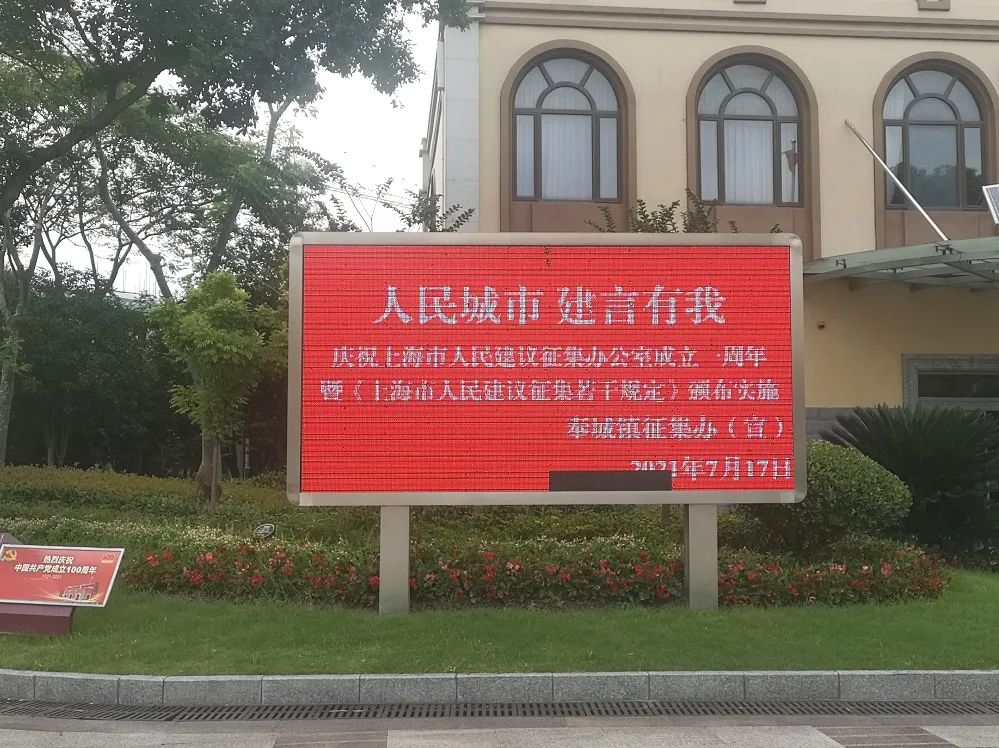 人民城市 建言有我
庆祝上海市人民建议征集办公室成立一周年
暨《上海市人民建议征集若干规定》颁布实施
奉城镇征集办（宣）
2021年7月17日
热烈庆祝
中国共产党成立100周年
1921-2021